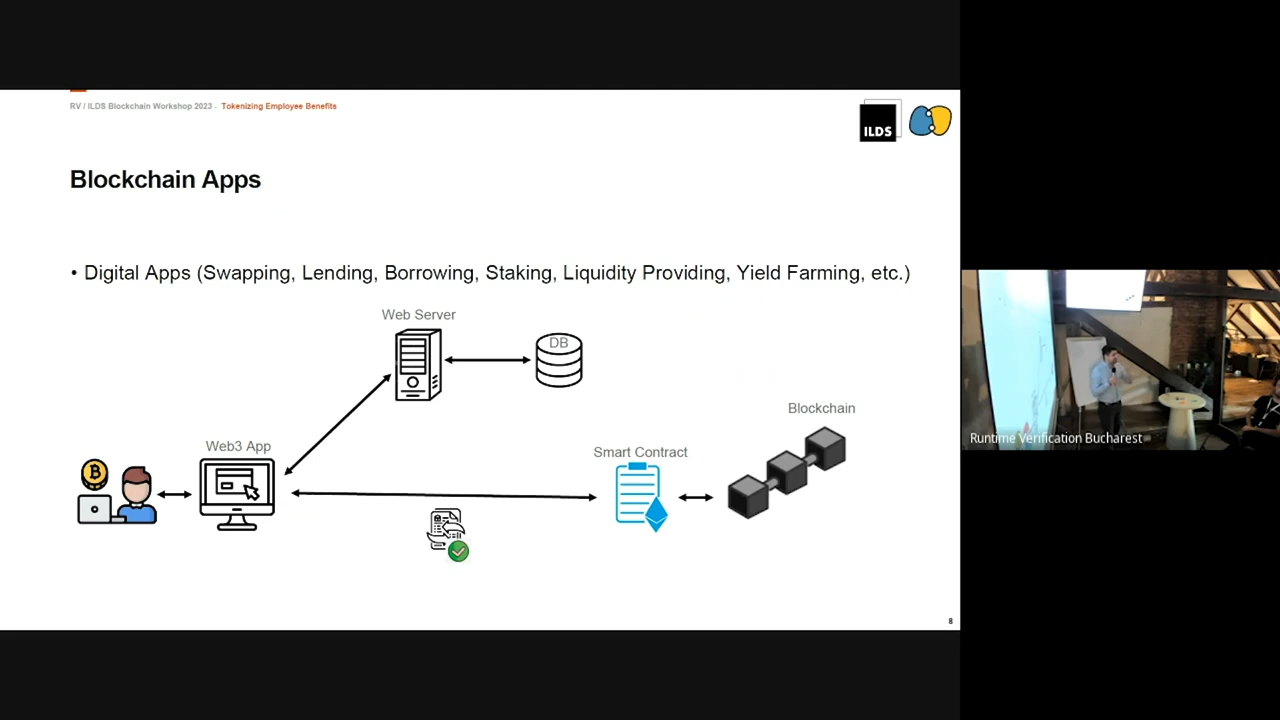 RV / ILDS Blockchain Workshop 2023 - Tokenizing Employee Benefits
ILDS
Blockchain Apps
• Digital Apps (Swapping, Lending, Borrowing, Staking, Liquidity Providing, Yield Farming, etc.)
Web Server
DB
Blockchain
Web3 App
Smart Contract
Runtime Verification Bucharest
8